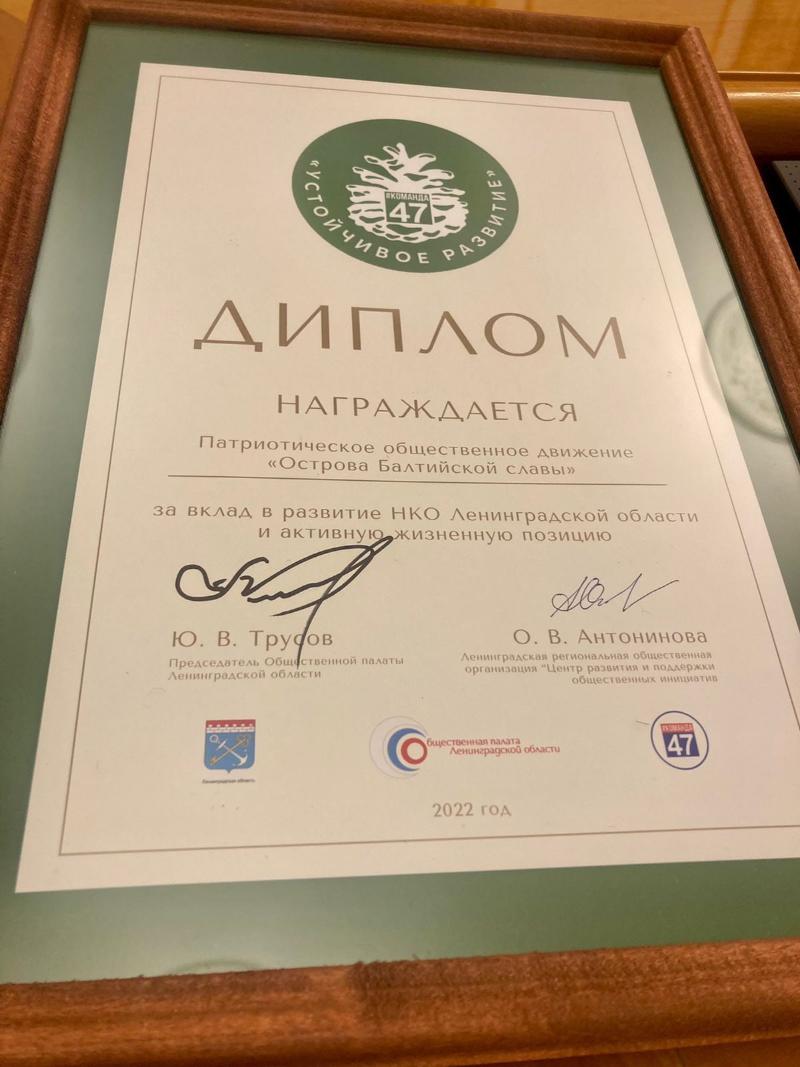 «УСТОЙЧИВОЕ РАЗВИТИЕ»
#КОМАНДА
47
ДИПЛОМ
НАГРАЖДАЕТСЯ
Патриотическое общественное движение
«Острова Балтийской славы»
за вклад в развитие НКО Ленинградской области
и активную жизненную позицию
Ю. В. Трусов
Председатель Общественной палаты
Ленинградской области
О. В. Антонинова
Ленинградская региональная общественная
организация "Центр развития и поддержки
общественных инициатив
Ленинградская область
Общественная палата
Ленинградской области
#КОМАНДА
47
2022 год